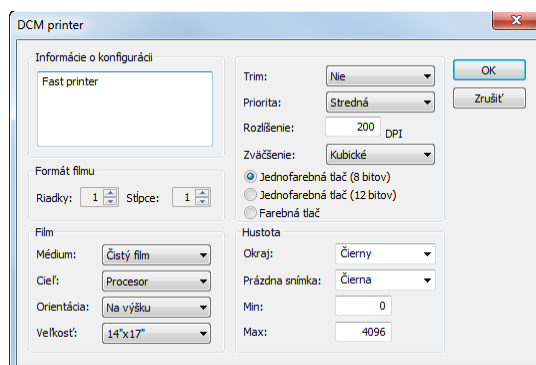 DCM printer
Informácie o konfigurácii
Fast printer
Formát filmu
Riadky: 1 Stĺpce: 1
Film
Médium: Čistý film
Cieľ: Procesor
Orientácia: Na výšku
Veľkosť: 14"x17"
Trim: Nie
Priorita: Stredná
Rozlíšenie: 200 DPI
Zväčšenie: Kubické
Jednofarebná tlač (8 bitov)
Jednofarebná tlač (12 bitov)
Farebná tlač
Hustota
Okraj: Čierny
Prázdna snímka: Čierna
Min: 0
Max: 4096
OK
Zrušiť